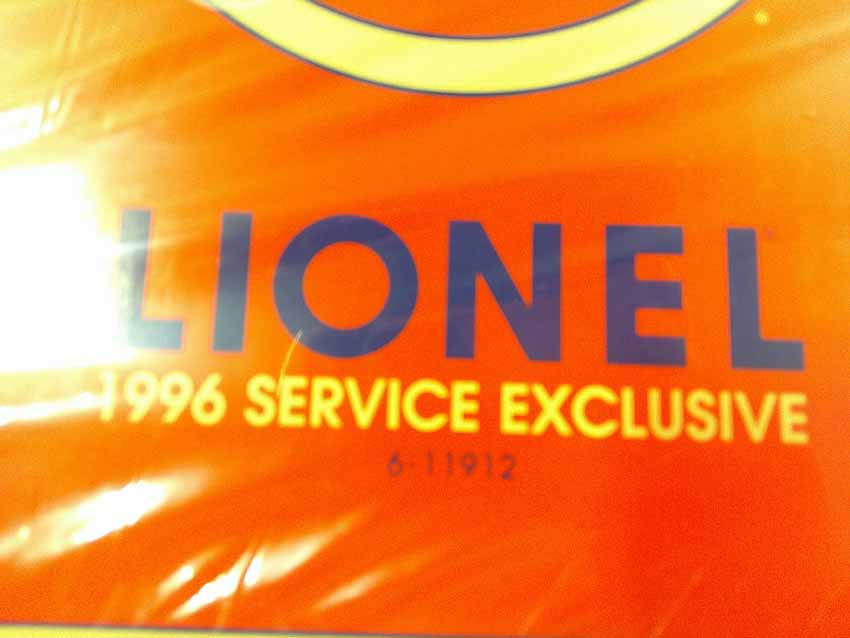 LIONEL
1996 SERVICE EXCLUSIVE
6-11912